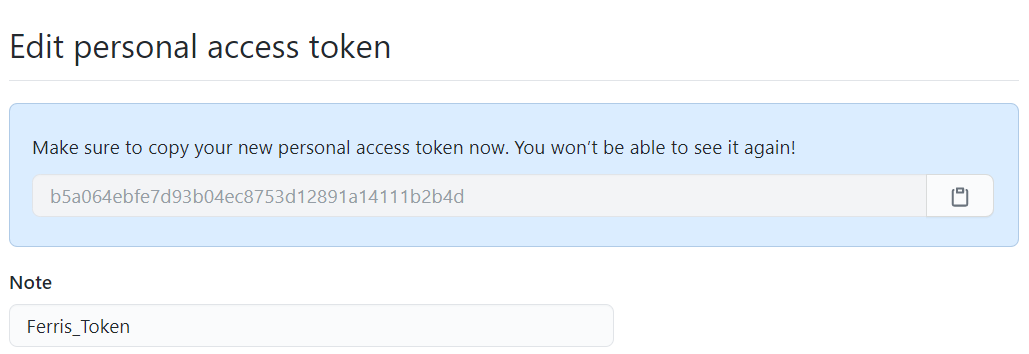 Edit personal access token
Make sure to copy your new personal access token now. You won’t be able to see it again!
b5a064ebfe7d93b04ec8753d12891a14111b2b4d
Note
Ferris_Token